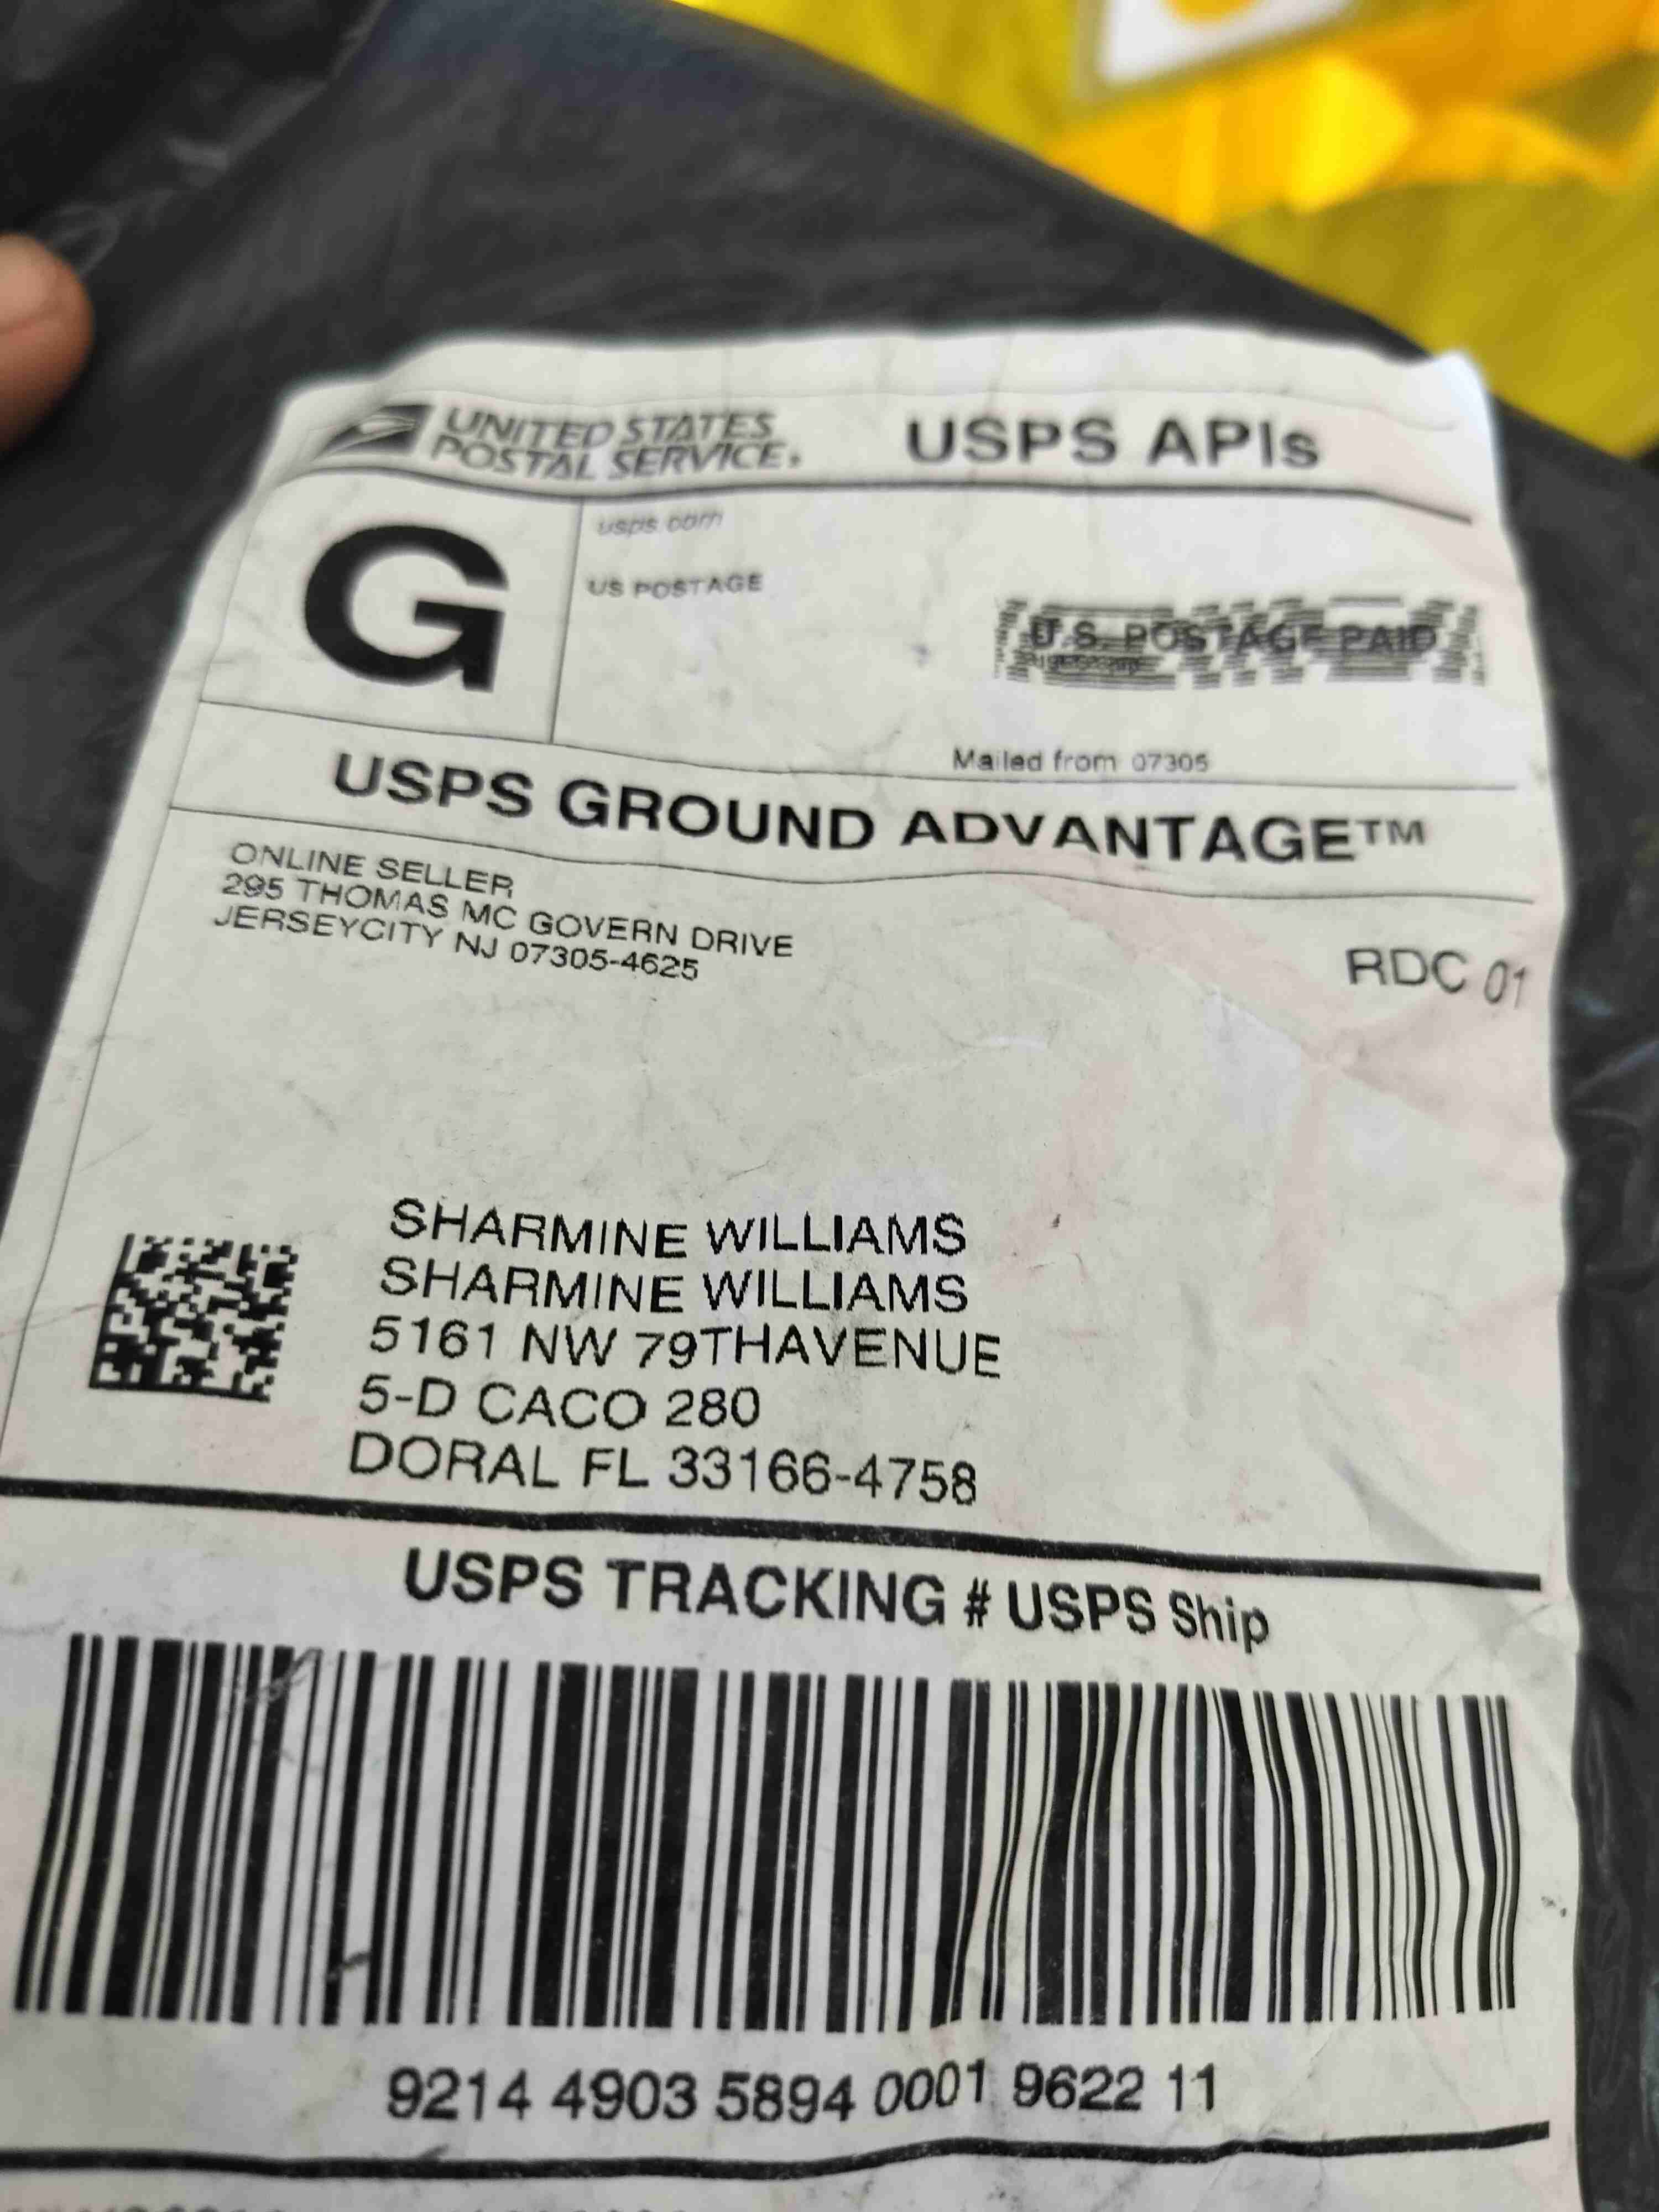 UNITED STATES
POSTAL SERVICE.
USPS APIs
G
usps.com
US POSTAGE
U.S. POSTAGE PAID
Mailed from 07305
USPS GROUND ADVANTAGE™
ONLINE SELLER
295 THOMAS MC GOVERN DRIVE
JERSEYCITY NJ 07305-4625
RDC 01
SHARMINE WILLIAMS
SHARMINE WILLIAMS
5161 NW 79THAVENUE
5-D CACO 280
DORAL FL 33166-4758
USPS TRACKING # USPS Ship
9214 4903 5894 0001 9622 11